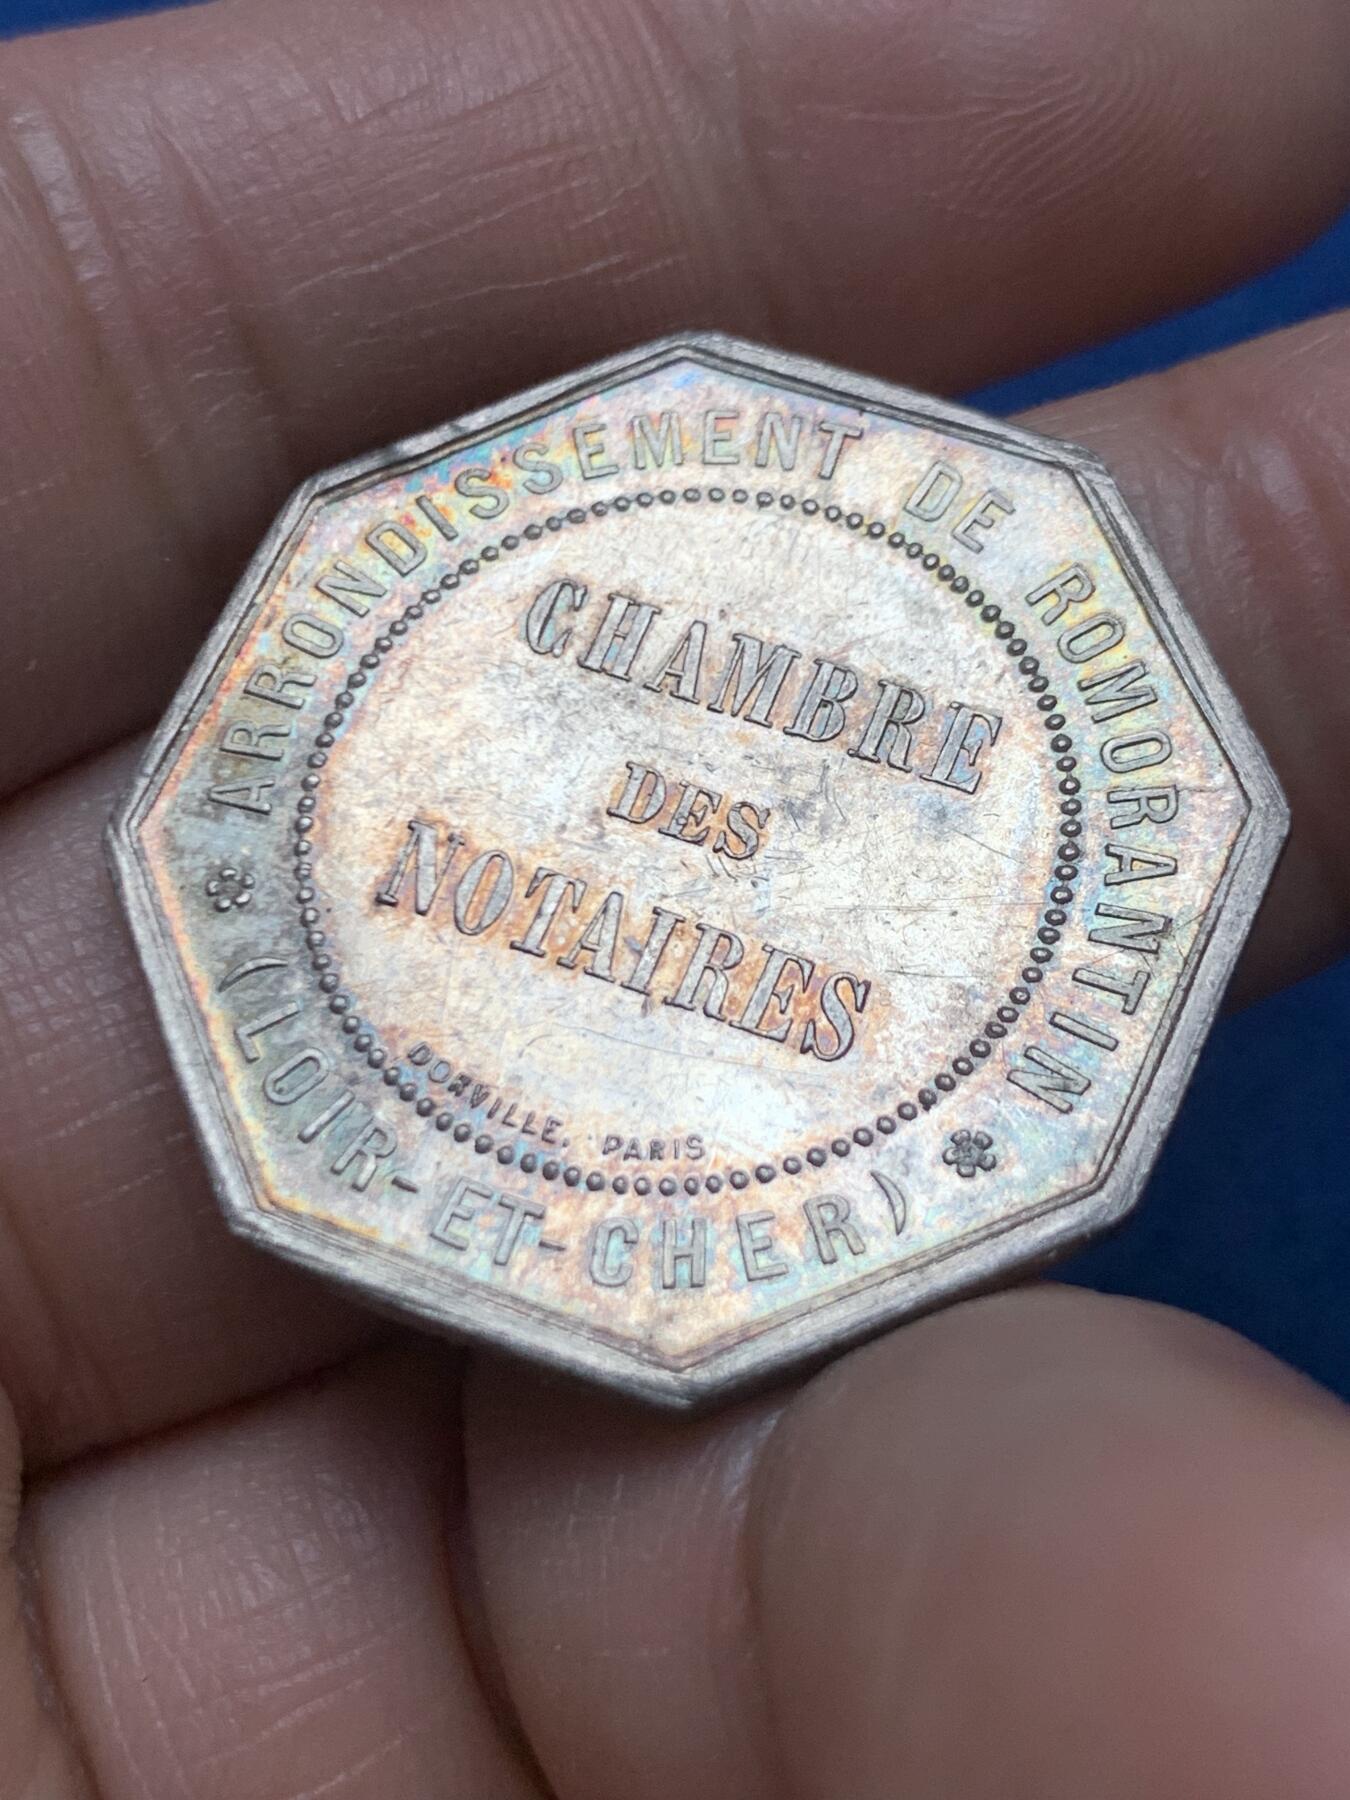 ARRONDISSEMENT DE ROMORANTIN
CHAMBRE
DES
NOTAIRES
DORVILLE, PARIS
(LOIR-ET-CHER)